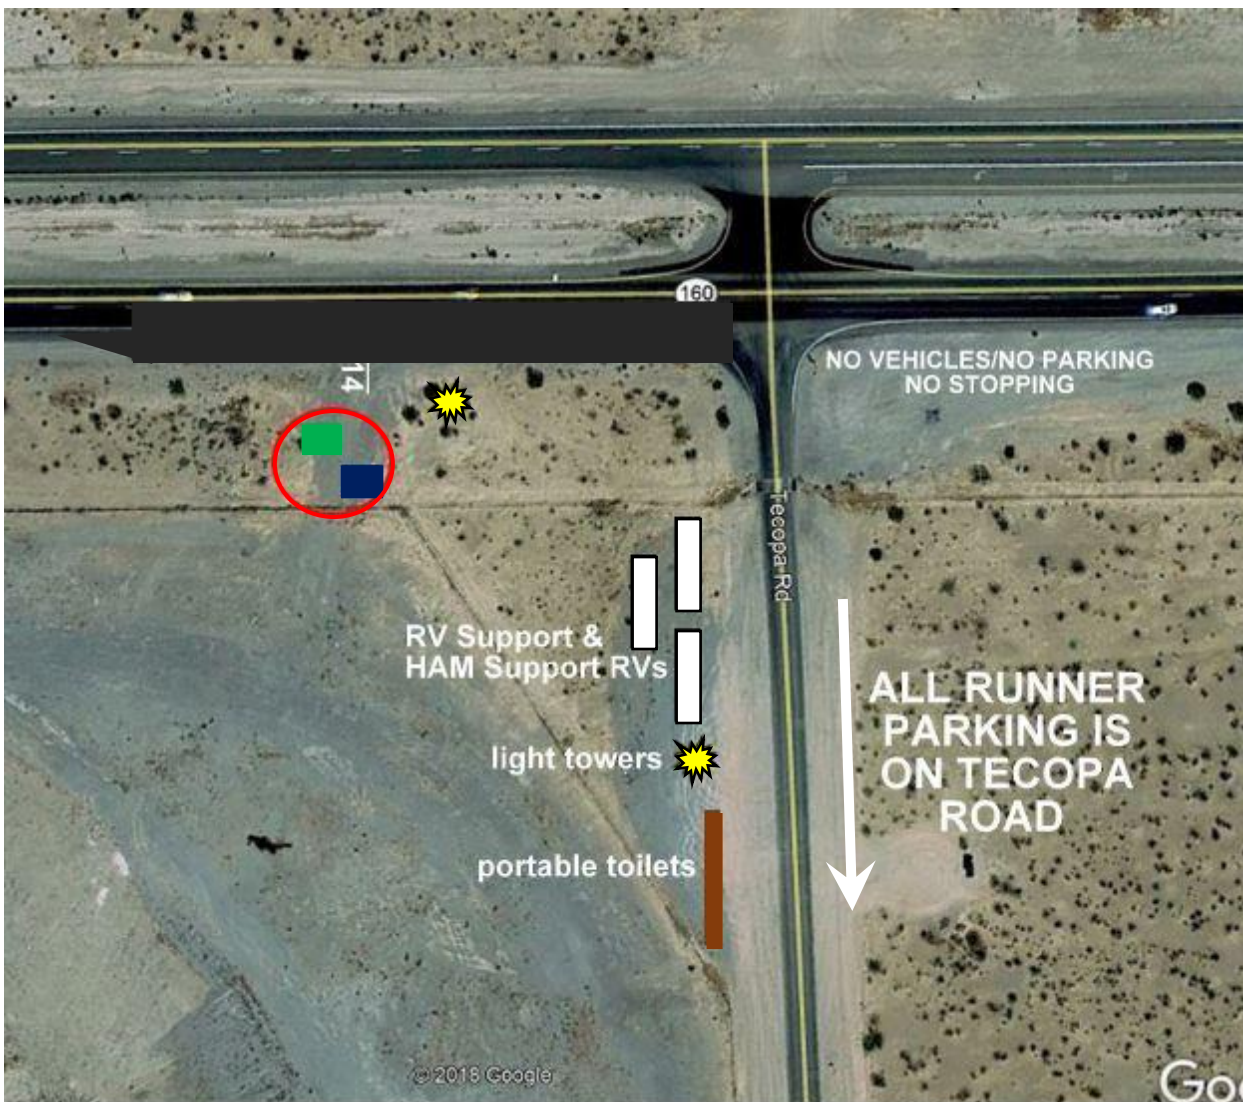 160
14
NO VEHICLES/NO PARKING
NO STOPPING
Tecopa Rd
RV Support &
HAM Support RVs
ALL RUNNER
PARKING IS
ON TECOPA
ROAD
light towers
portable toilets
© 2018 Google
Goo